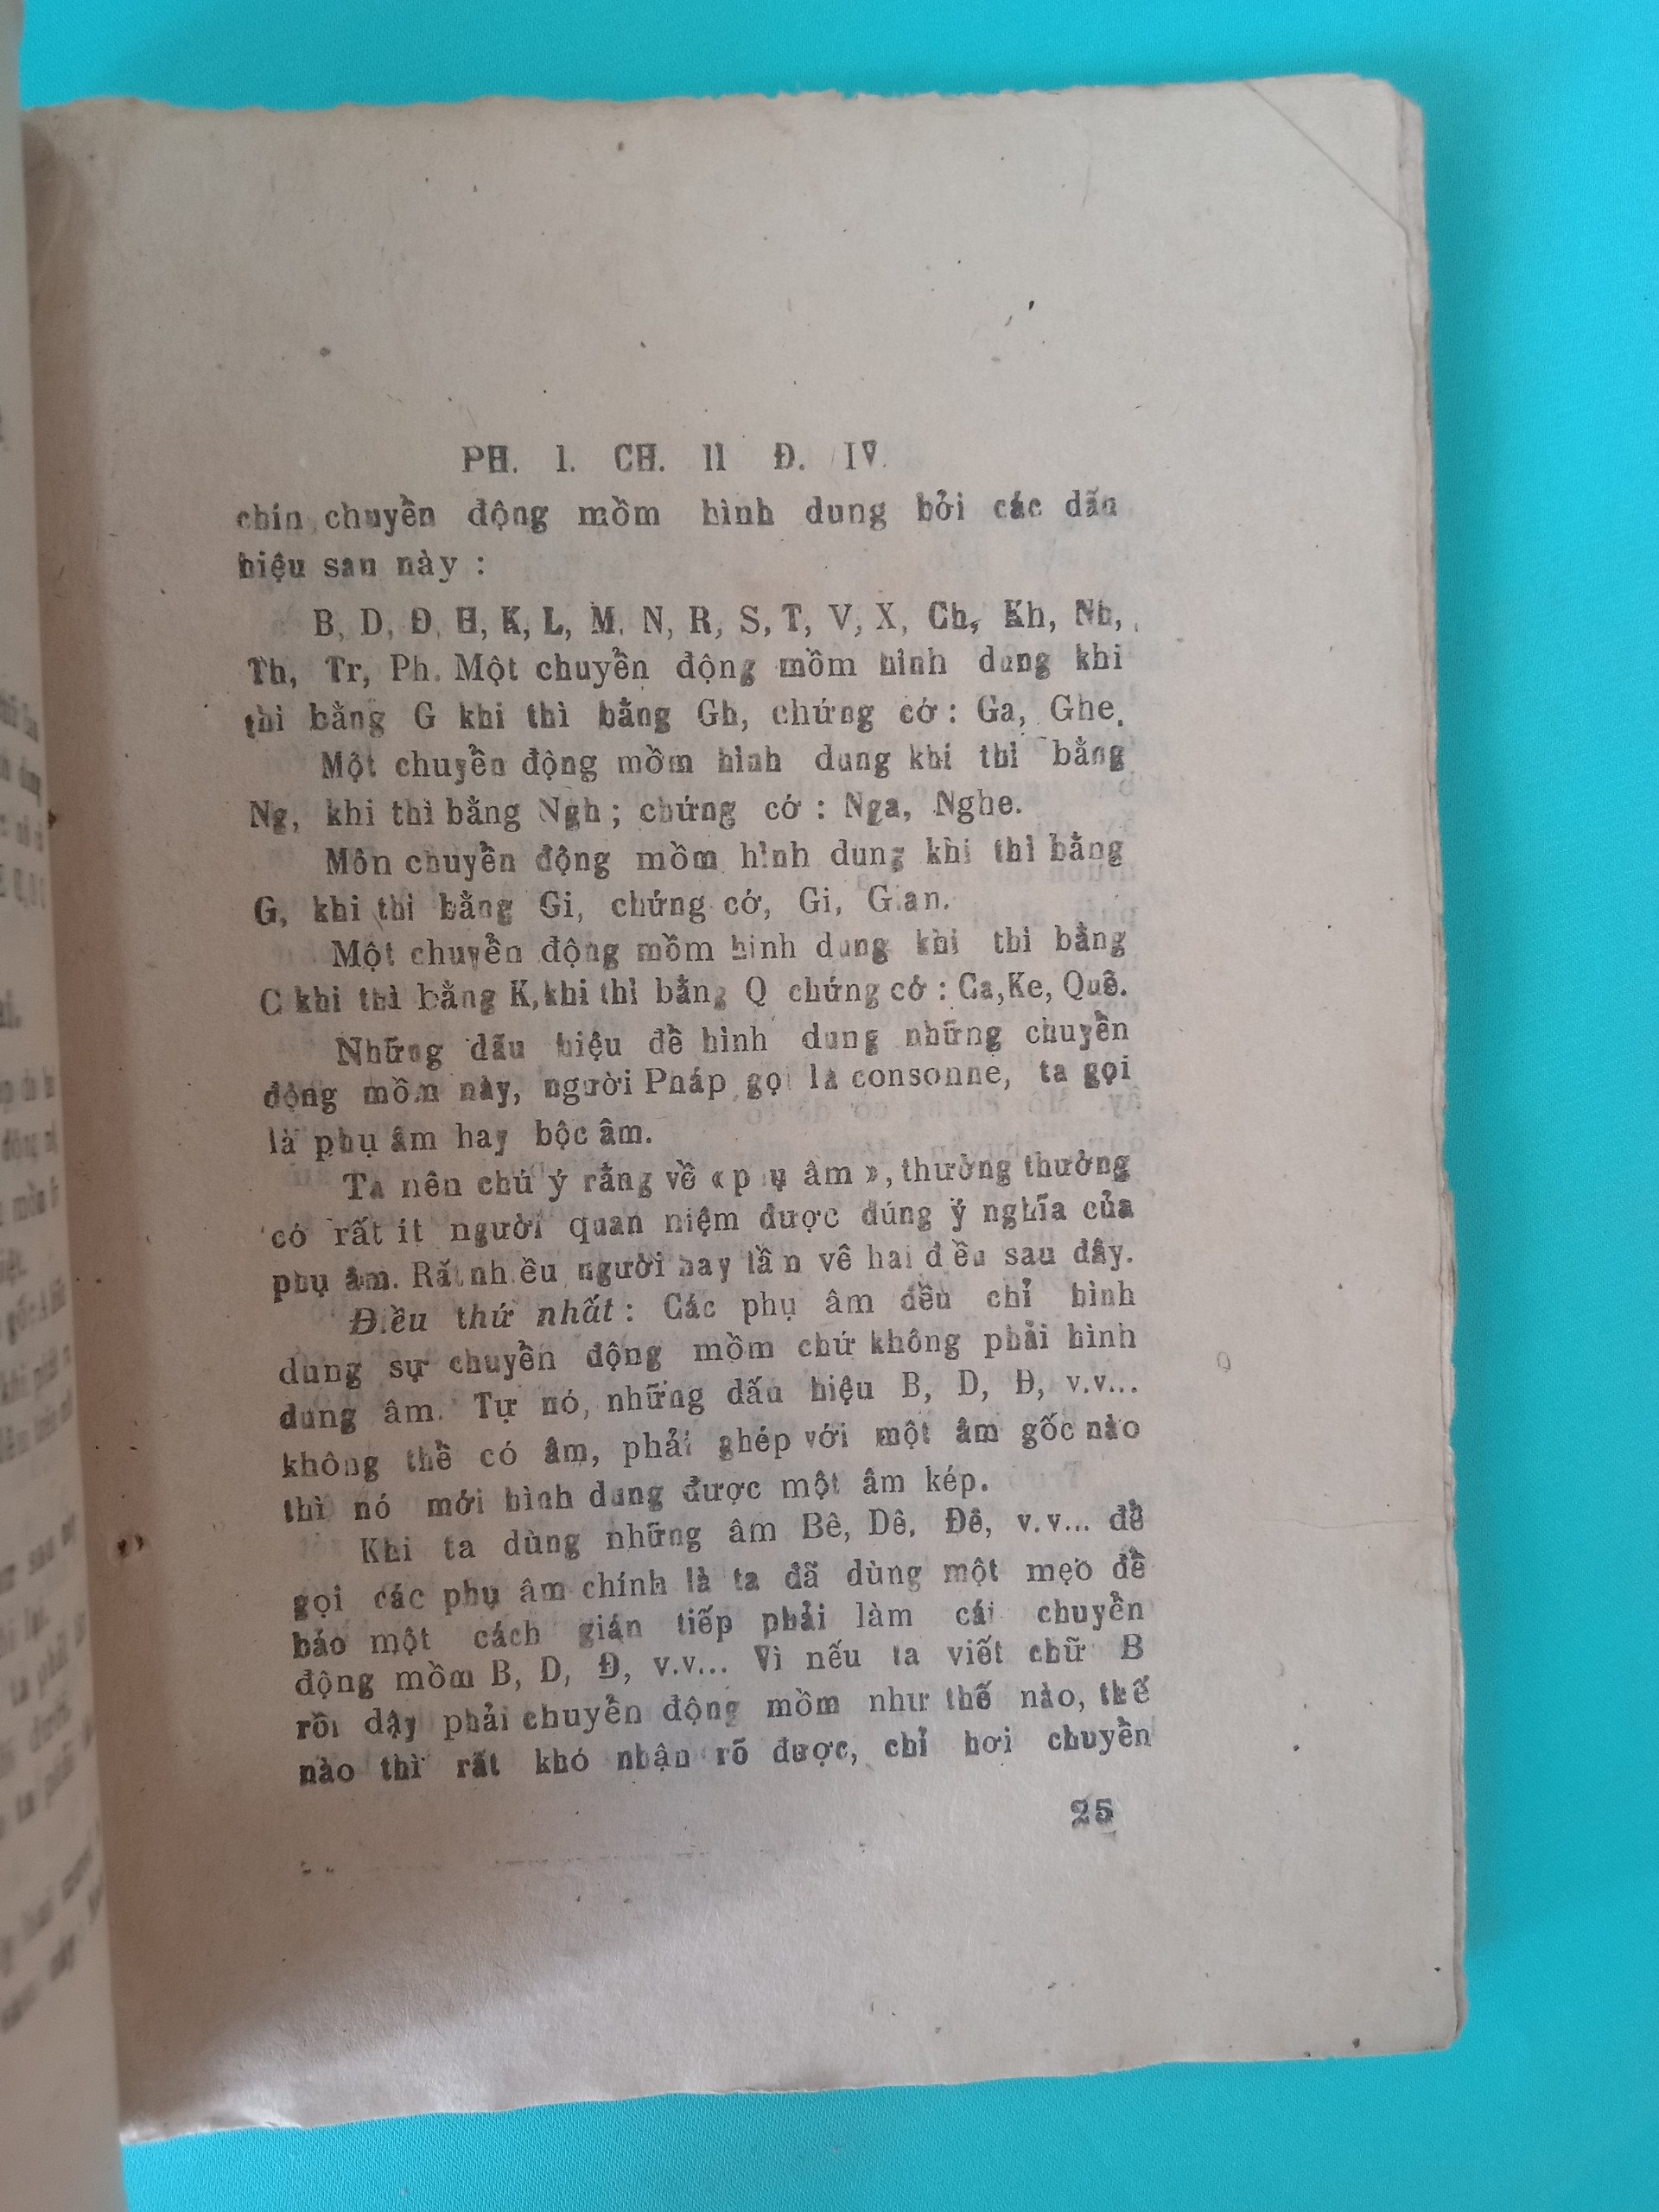 PH. 1. CH. 11 Đ. IV.
chín chuyển động mồm hình dung bởi các dấu
hiệu sau này :
B, D, Đ, H, K, L, M, N, R, S, T, V, X, Ch, Kh, Nh,
Th, Tr, Ph. Một chuyển động mồm hình dung khi
thì bằng G khi thì bằng Gh, chứng cớ : Ga, Ghe.
Một chuyển động mồm hình dung khi thì bằng
Ng, khi thì bằng Ngh ; chứng cớ : Nga, Nghe.
Môn chuyển động mồm hình dung khi thì bằng
G, khi thì bằng Gi, chứng cớ, Gi, Gian.
Một chuyển động mồm hình dung khi thì bằng
C khi thì bằng K, khi thì bằng Q chứng cớ : Ca, Ke, Quê.
Những dấu hiệu để hình dung những chuyển
động mồm này, người Pháp gọi là consonne, ta gọi
là phụ âm hay bộc âm.
Ta nên chú ý rằng về « phụ âm », thường thường
có rất ít người quan niệm được đúng ý nghĩa của
phụ âm. Rất nhiều người hay lần về hai điều sau đây.
Điều thứ nhất : Các phụ âm đều chỉ hình
dung sự chuyển động mồm chứ không phải hình
dung âm. Tự nó, những dấu hiệu B, D, Đ, v.v...
không thể có âm, phải ghép với một âm gốc nào
thì nó mới hình dung được một âm kép.
Khi ta dùng những âm Bê, Dê, Đê, v.v... để
gọi các phụ âm chính là ta đã dùng một mẹo để
bảo một cách gián tiếp phải làm cái chuyển
động mồm B, D, Đ, v.v... Vì nếu ta viết chữ B
rồi dậy phải chuyển động mồm như thế nào, thế
nào thì rất khó nhận rõ được, chỉ hơi chuyển
25